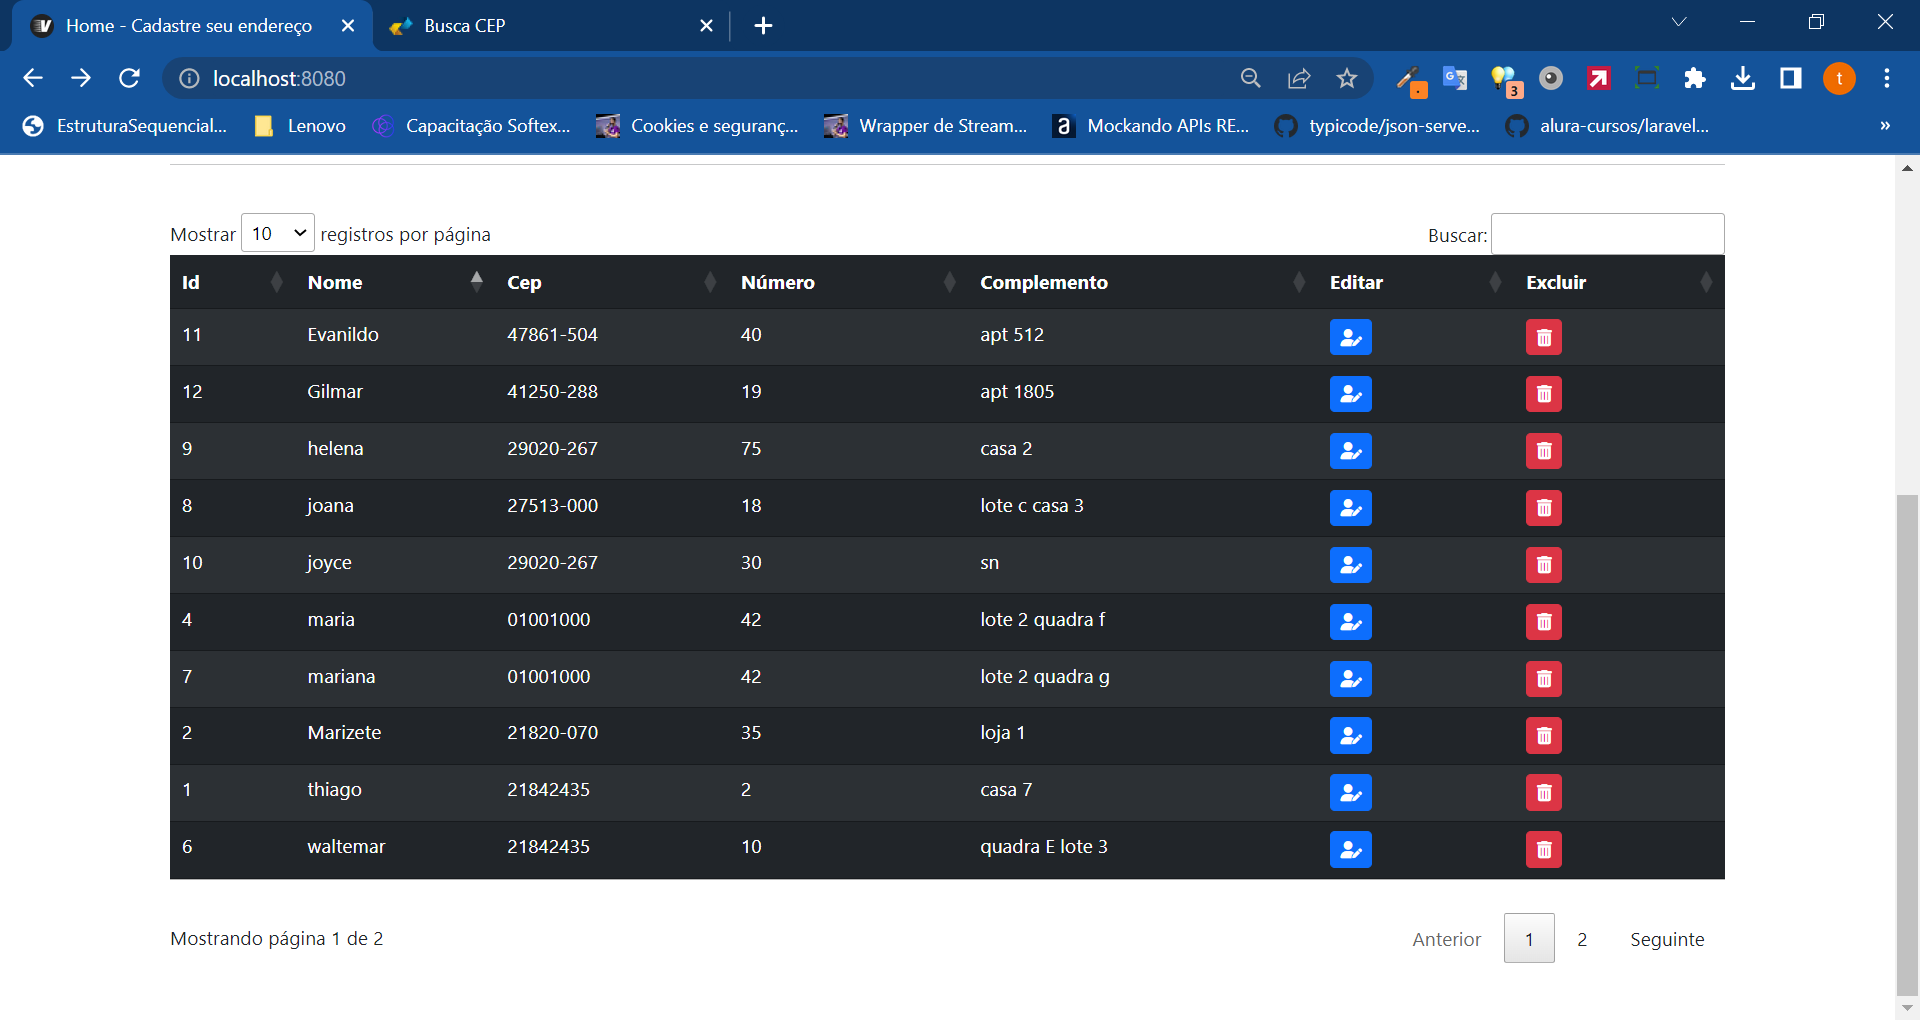 Home - Cadastre seu endereço
Busca CEP
localhost:8080
3
t
EstruturaSequencial...
Lenovo
Capacitação Softex...
Cookies e seguranç...
Wrapper de Stream...
a
Mockando APIs RE...
typicode/json-serve...
alura-cursos/laravel...
»
Mostrar 10 registros por página
Buscar:
Id Nome Cep Número Complemento Editar Excluir
11 Evanildo 47861-504 40 apt 512
12 Gilmar 41250-288 19 apt 1805
9 helena 29020-267 75 casa 2
8 joana 27513-000 18 lote c casa 3
10 joyce 29020-267 30 sn
4 maria 01001000 42 lote 2 quadra f
7 mariana 01001000 42 lote 2 quadra g
2 Marizete 21820-070 35 loja 1
1 thiago 21842435 2 casa 7
6 waltemar 21842435 10 quadra E lote 3
Mostrando página 1 de 2
Anterior 1 2 Seguinte